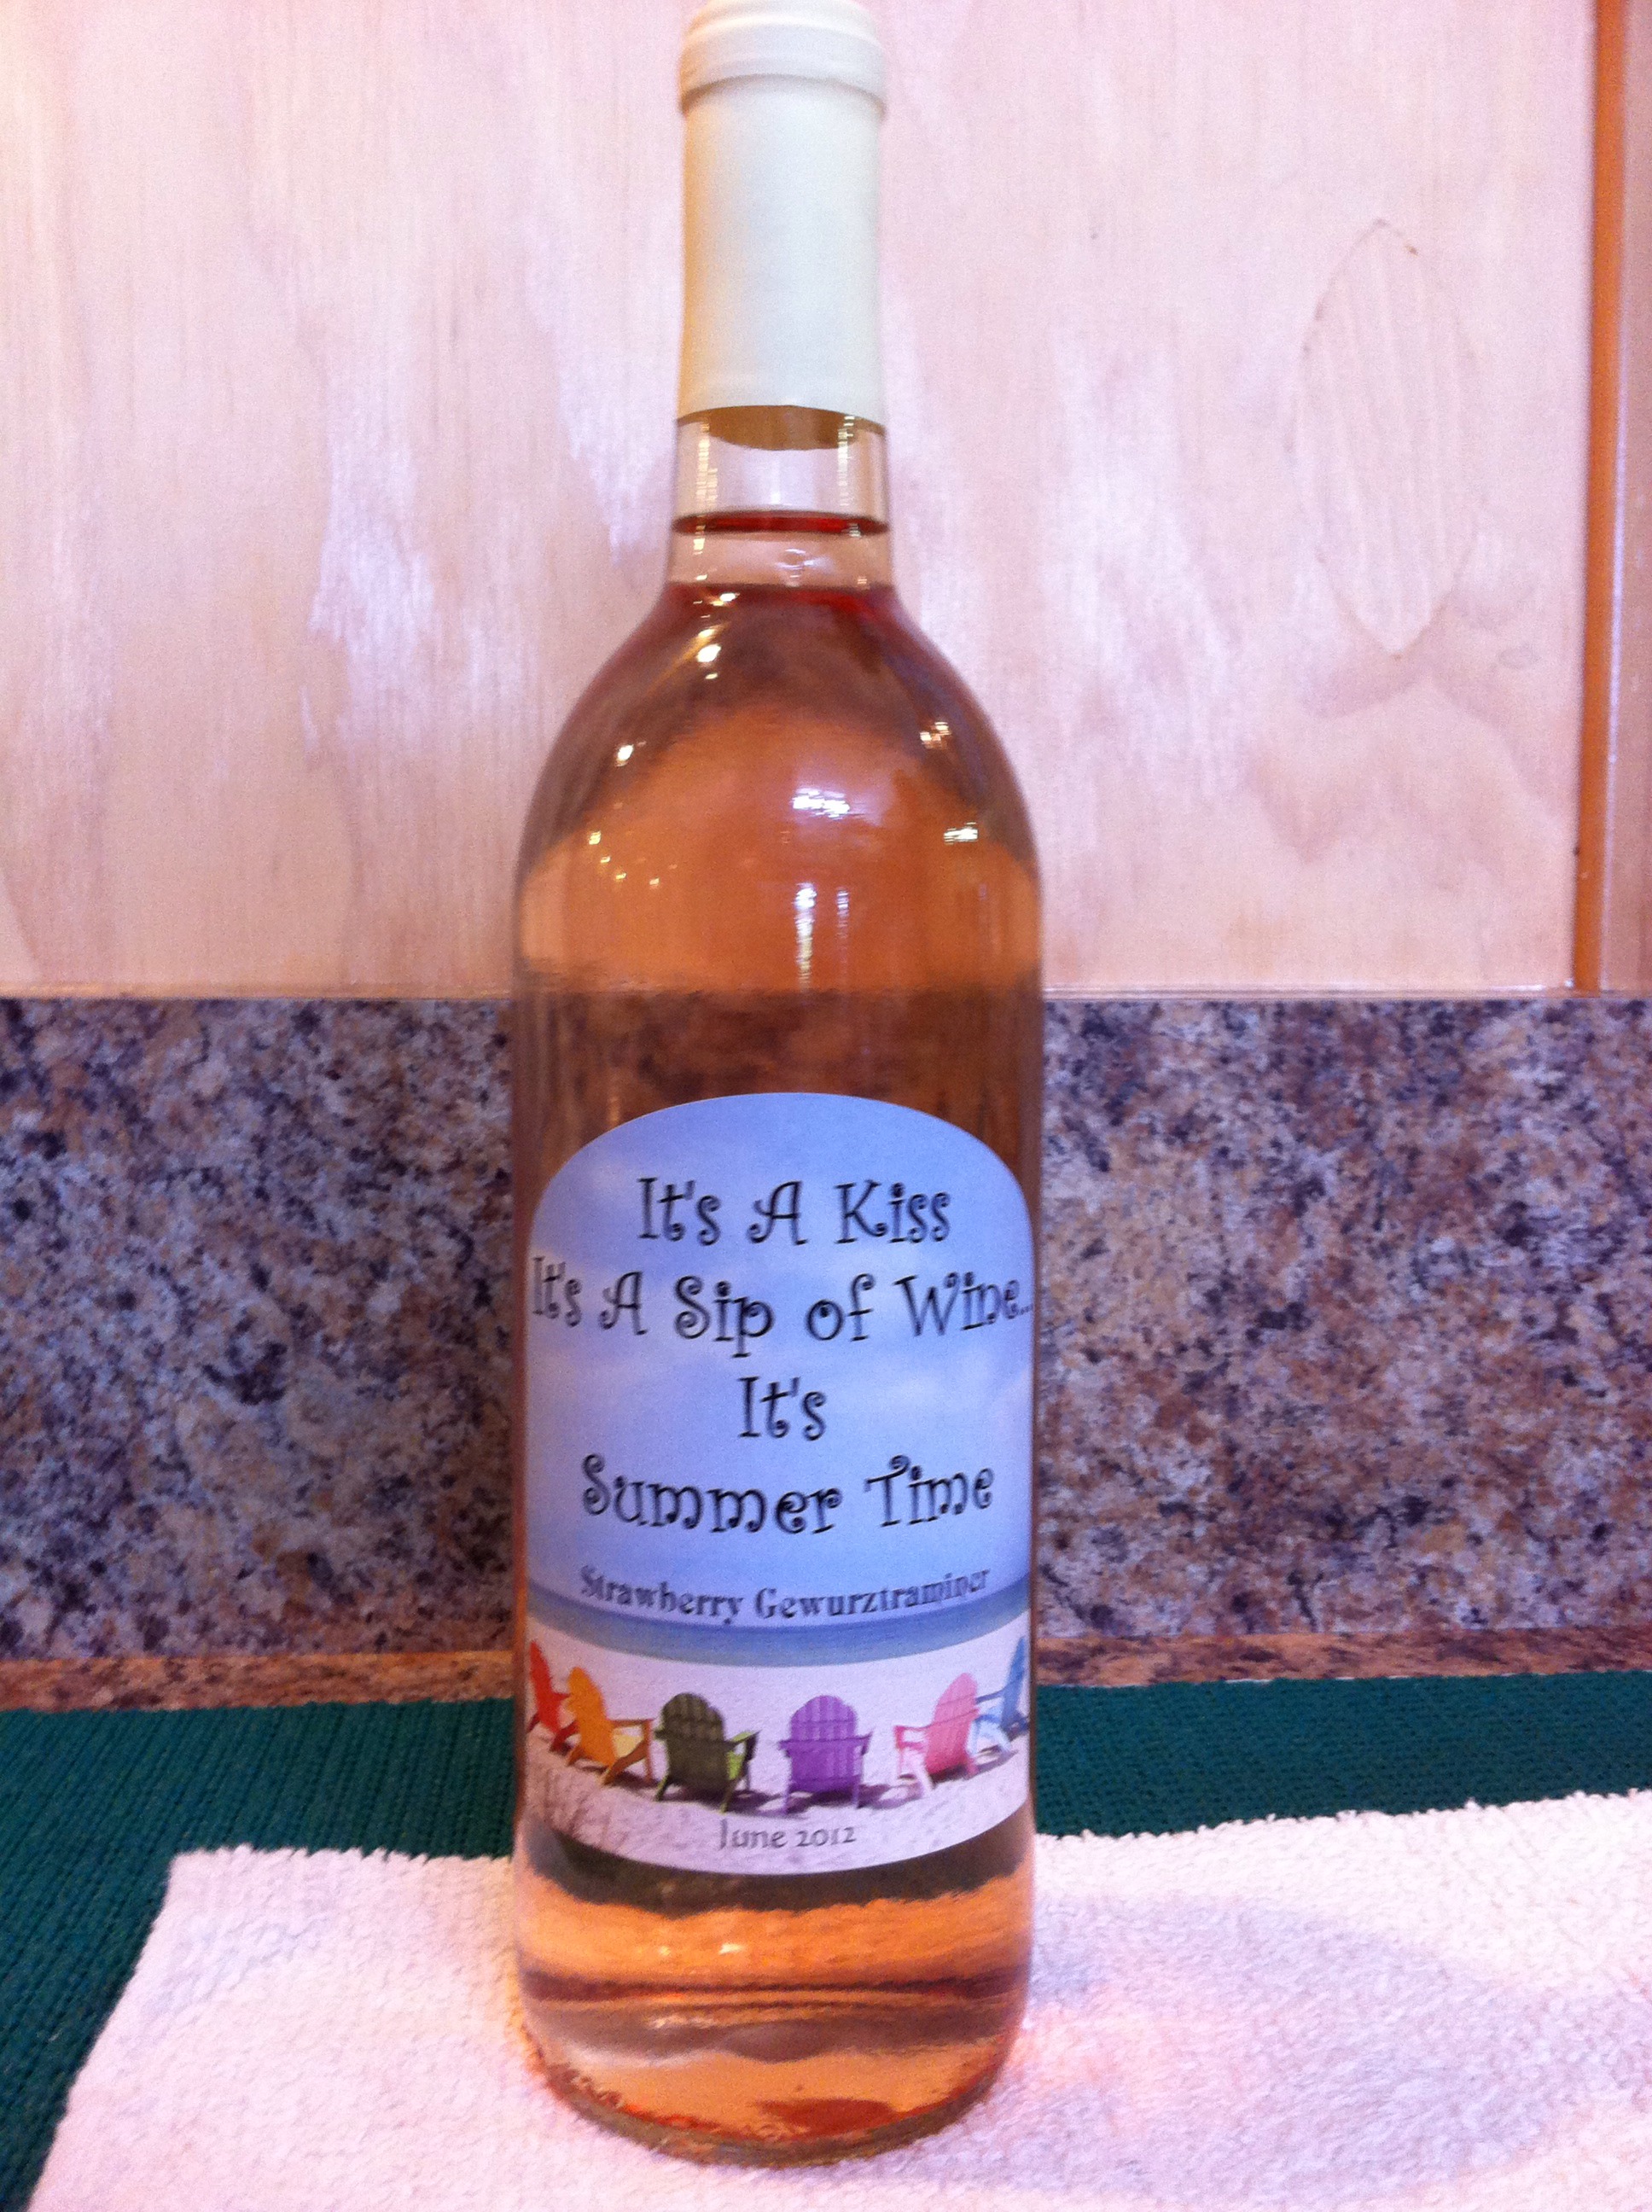 It's A Kiss
It's A Sip of Wine...
It's
Summer Time
Strawberry Gewurztraminer
June 2012